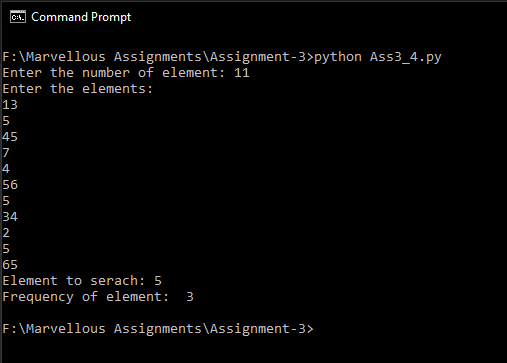 Command Prompt
F:\Marvellous Assignments\Assignment-3>python Ass3_4.py
Enter the number of element: 11
Enter the elements:
13
5
45
7
4
56
5
34
2
5
65
Element to serach: 5
Frequency of element:  3
F:\Marvellous Assignments\Assignment-3>